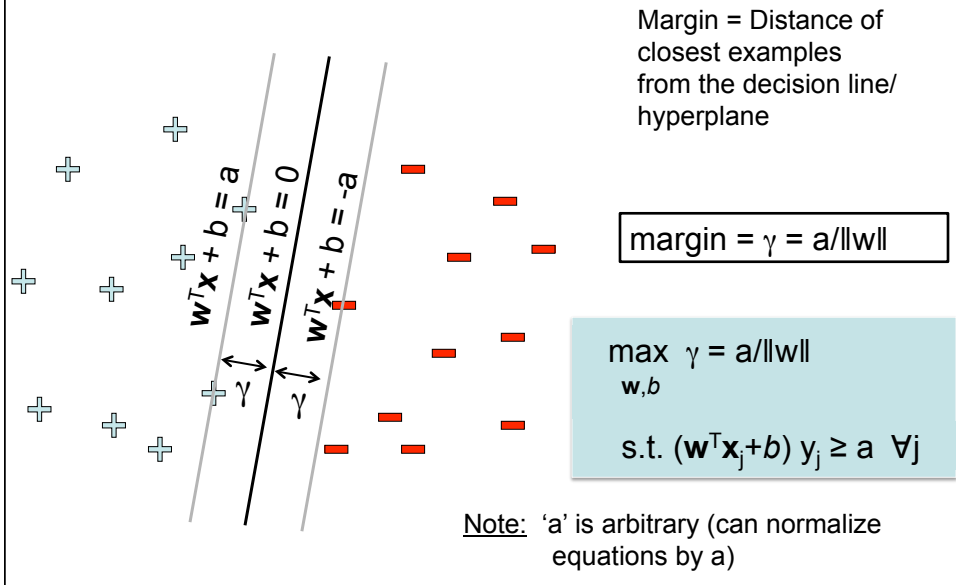 Margin = Distance of
closest examples
from the decision line/
hyperplane
wᵀx + b = a
wᵀx + b = 0
wᵀx + b = -a
γ
γ
margin = γ = a/‖w‖
max γ = a/‖w‖
w,b
s.t. (wᵀxⱼ+b) yⱼ ≥ a ∀j
Note: ‘a’ is arbitrary (can normalize
equations by a)